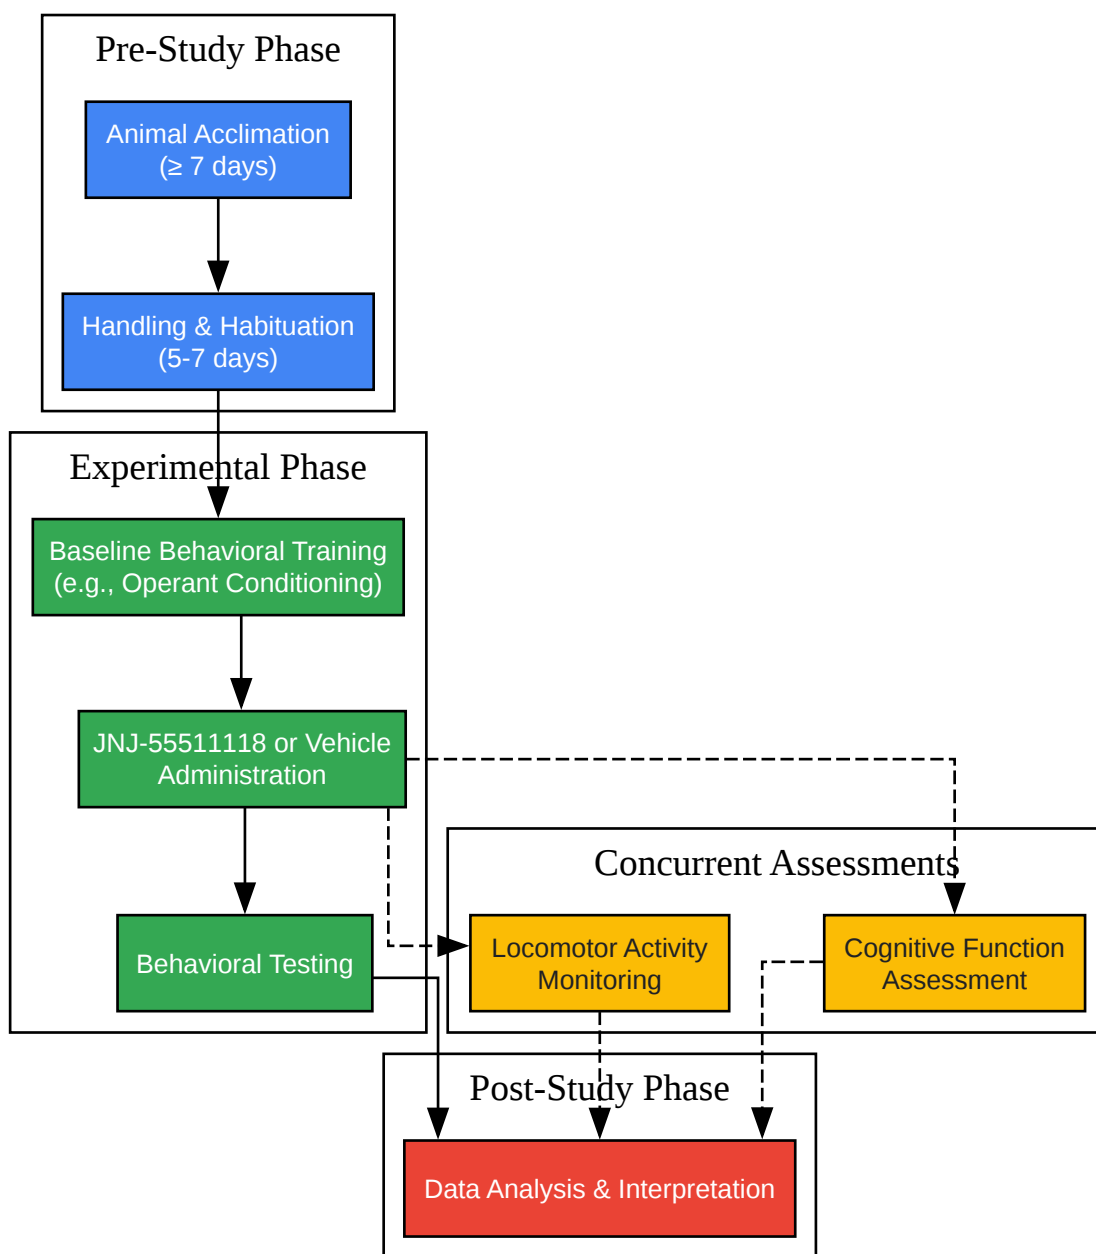 Pre-Study Phase
Animal Acclimation
(≥ 7 days)
Handling & Habituation
(5-7 days)
Experimental Phase
Baseline Behavioral Training
(e.g., Operant Conditioning)
JNJ-55511118 or Vehicle
Administration
Behavioral Testing
Concurrent Assessments
Locomotor Activity
Monitoring
Cognitive Function
Assessment
Post-Study Phase
Data Analysis & Interpretation